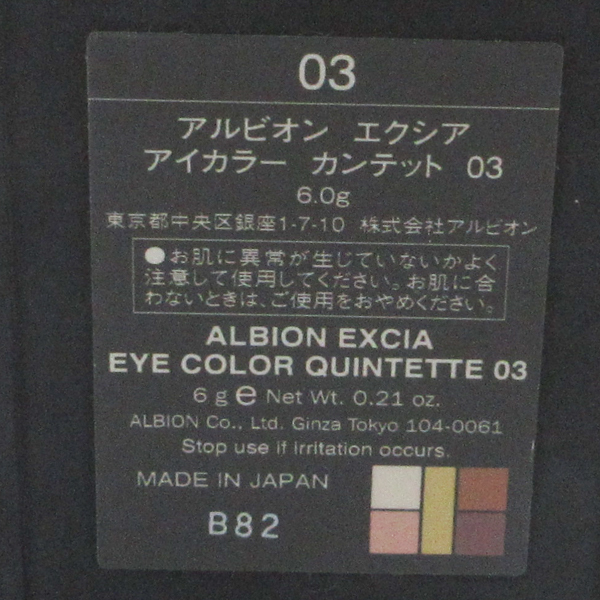 03
アルビオン エクシア
アイカラー カンテット 03
6.0g
東京都中央区銀座1-7-10 株式会社アルビオン
●お肌に異常が生じていないかよく
注意して使用してください。お肌に合
わないときは、ご使用をおやめください。
ALBION EXCIA
EYE COLOR QUINTETTE 03
6 g e Net Wt. 0.21 oz.
ALBION Co., Ltd. Ginza Tokyo 104-0061
Stop use if irritation occurs.
MADE IN JAPAN
B82